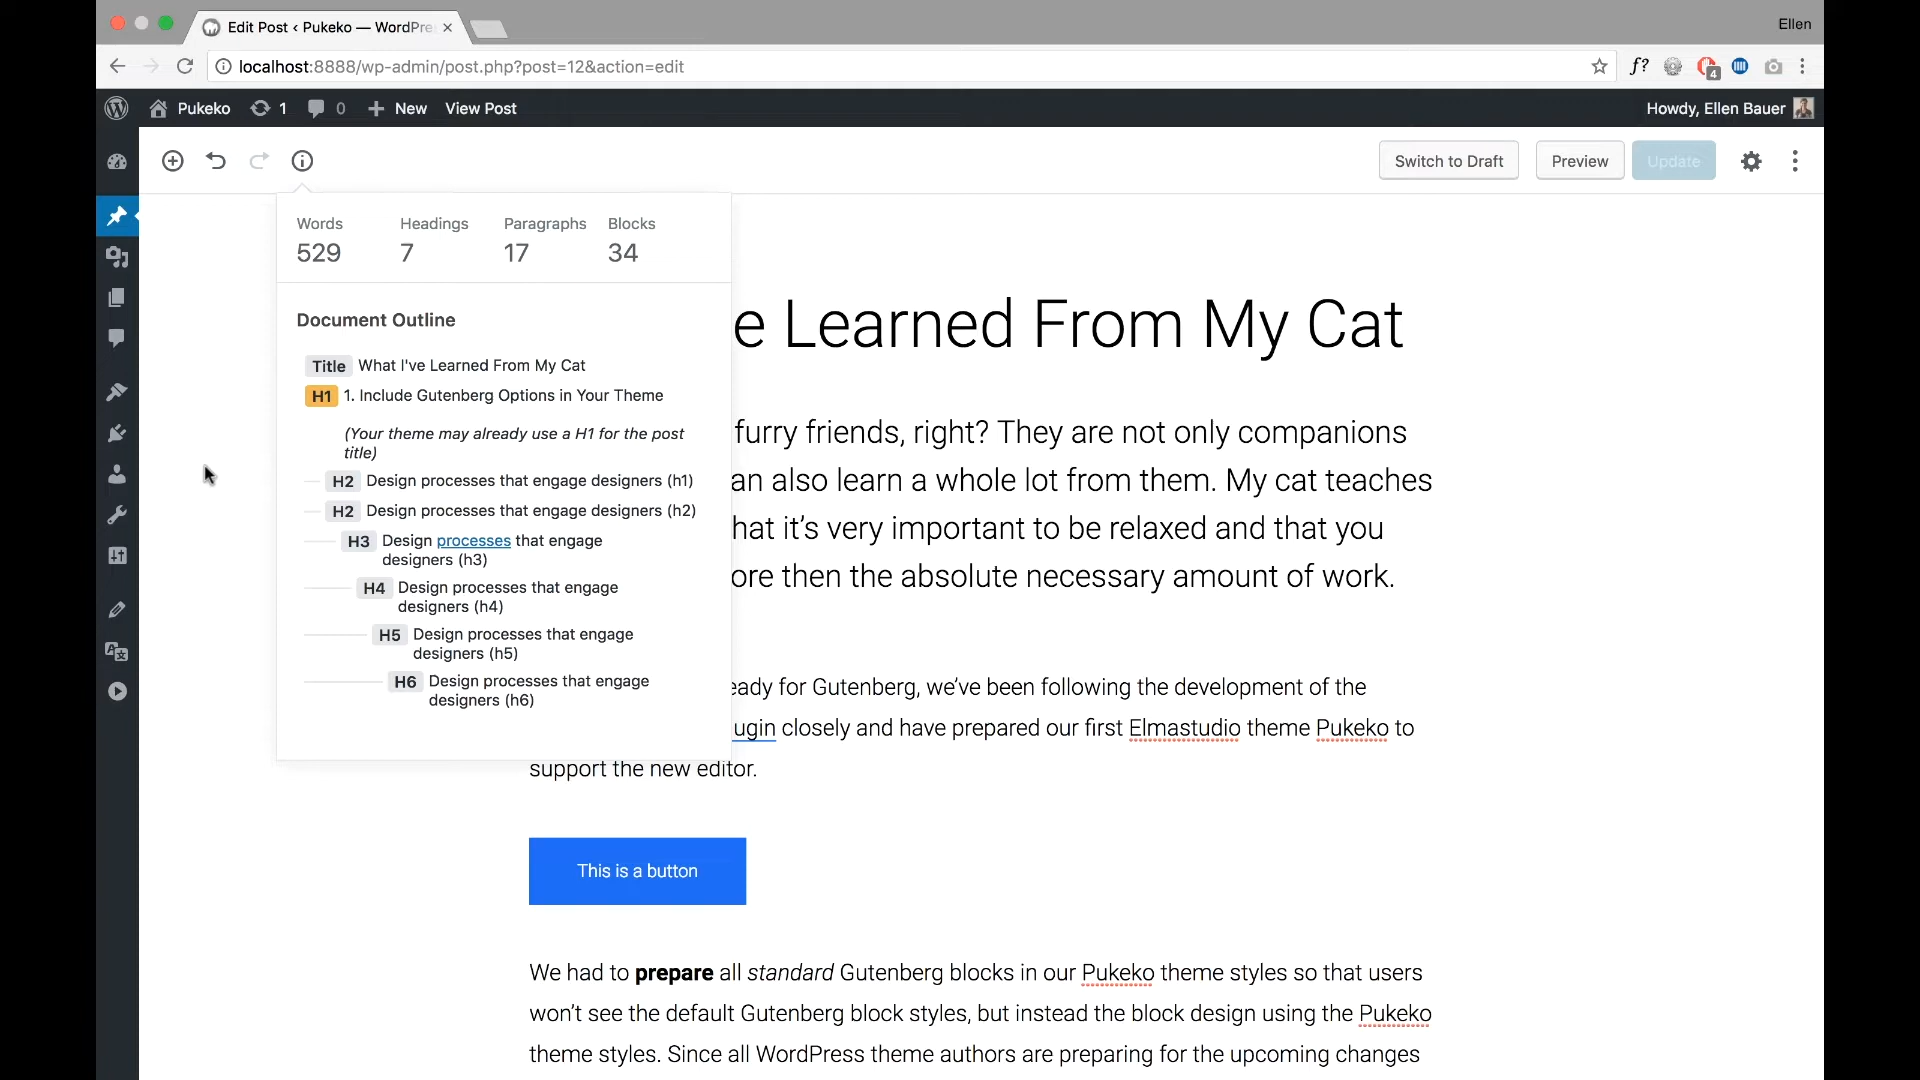 Edit Post ‹ Pukeko — WordPre
Ellen
localhost:8888/wp-admin/post.php?post=12&action=edit
f?
4
Pukeko
1
0
New
View Post
Howdy, Ellen Bauer
Switch to Draft
Preview
Update
Words
Headings
Paragraphs
Blocks
529
7
17
34
Document Outline
Title What I've Learned From My Cat
H1 1. Include Gutenberg Options in Your Theme
(Your theme may already use a H1 for the post
title)
H2 Design processes that engage designers (h1)
H2 Design processes that engage designers (h2)
H3 Design processes that engage
designers (h3)
H4 Design processes that engage
designers (h4)
H5 Design processes that engage
designers (h5)
H6 Design processes that engage
designers (h6)
e Learned From My Cat
furry friends, right? They are not only companions
an also learn a whole lot from them. My cat teaches
hat it’s very important to be relaxed and that you
ore then the absolute necessary amount of work.
eady for Gutenberg, we’ve been following the development of the
ugin closely and have prepared our first Elmastudio theme Pukeko to
support the new editor.
This is a button
We had to prepare all standard Gutenberg blocks in our Pukeko theme styles so that users
won’t see the default Gutenberg block styles, but instead the block design using the Pukeko
theme styles. Since all WordPress theme authors are preparing for the upcoming changes